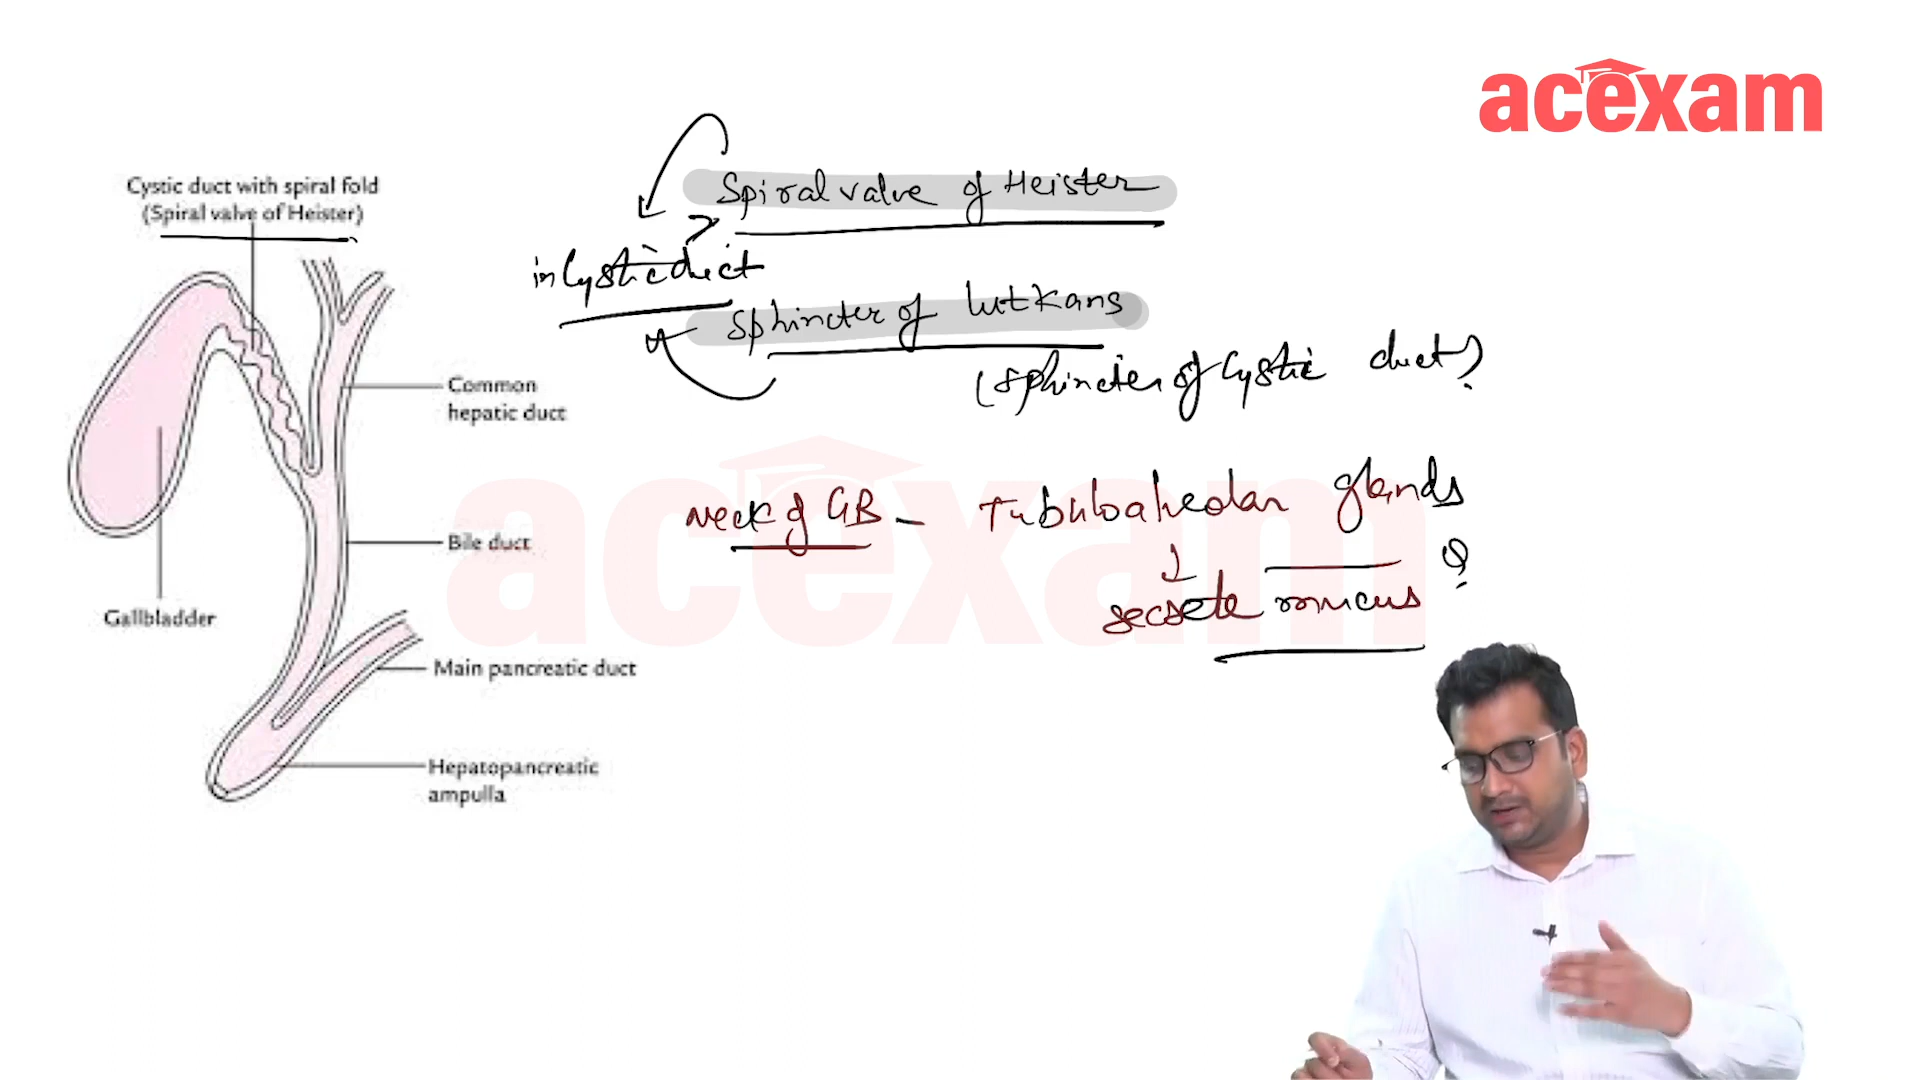 acexam
Cystic duct with spiral fold
(Spiral valve of Heister)
Spiral valve of Heister
in Cystic duct
Sphincter of lutkans
(Sphincter of Cystic duct)
Common
hepatic duct
neck of GB - Tubuloalveolar glands
secrete mucus
Bile duct
Gallbladder
Main pancreatic duct
Hepatopancreatic
ampulla
acexam